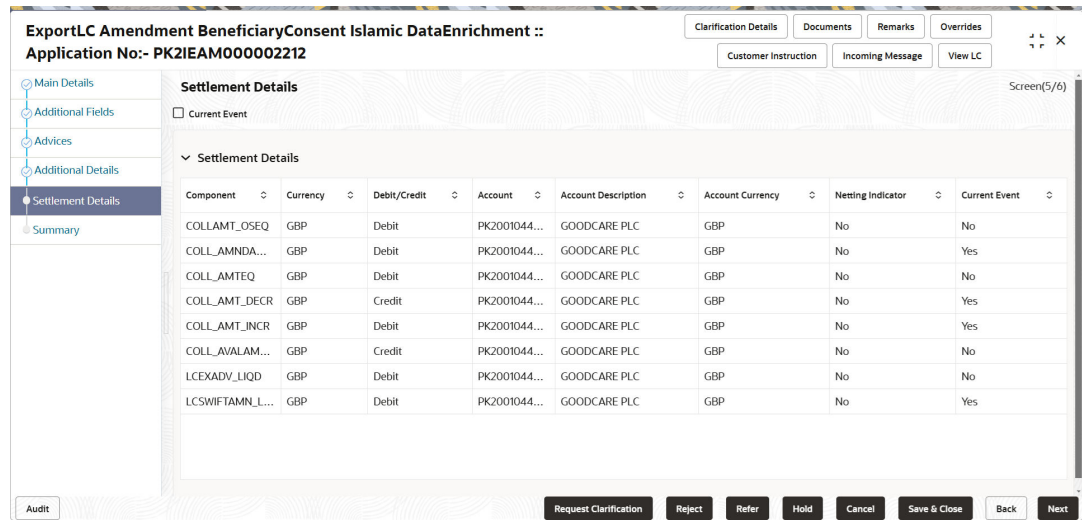 ExportLC Amendment BeneficiaryConsent Islamic DataEnrichment ::
Application No:- PK2IEAM000002212
Clarification Details Documents Remarks Overrides
Customer Instruction Incoming Message View LC
Main Details
Additional Fields
Advices
Additional Details
Settlement Details
Summary
Settlement Details Screen(5/6)
Current Event
Settlement Details
Component Currency Debit/Credit Account Account Description Account Currency Netting Indicator Current Event
COLLAMT_OSEQ GBP Debit PK2001044... GOODCARE PLC GBP No No
COLL_AMNDA... GBP Debit PK2001044... GOODCARE PLC GBP No Yes
COLL_AMTEQ GBP Debit PK2001044... GOODCARE PLC GBP No No
COLL_AMT_DECR GBP Credit PK2001044... GOODCARE PLC GBP No Yes
COLL_AMT_INCR GBP Debit PK2001044... GOODCARE PLC GBP No Yes
COLL_AVALAM... GBP Credit PK2001044... GOODCARE PLC GBP No No
LCEXADV_LIQD GBP Debit PK2001044... GOODCARE PLC GBP No No
LCSWIFTAMN_L... GBP Debit PK2001044... GOODCARE PLC GBP No Yes
Audit Request Clarification Reject Refer Hold Cancel Save & Close Back Next